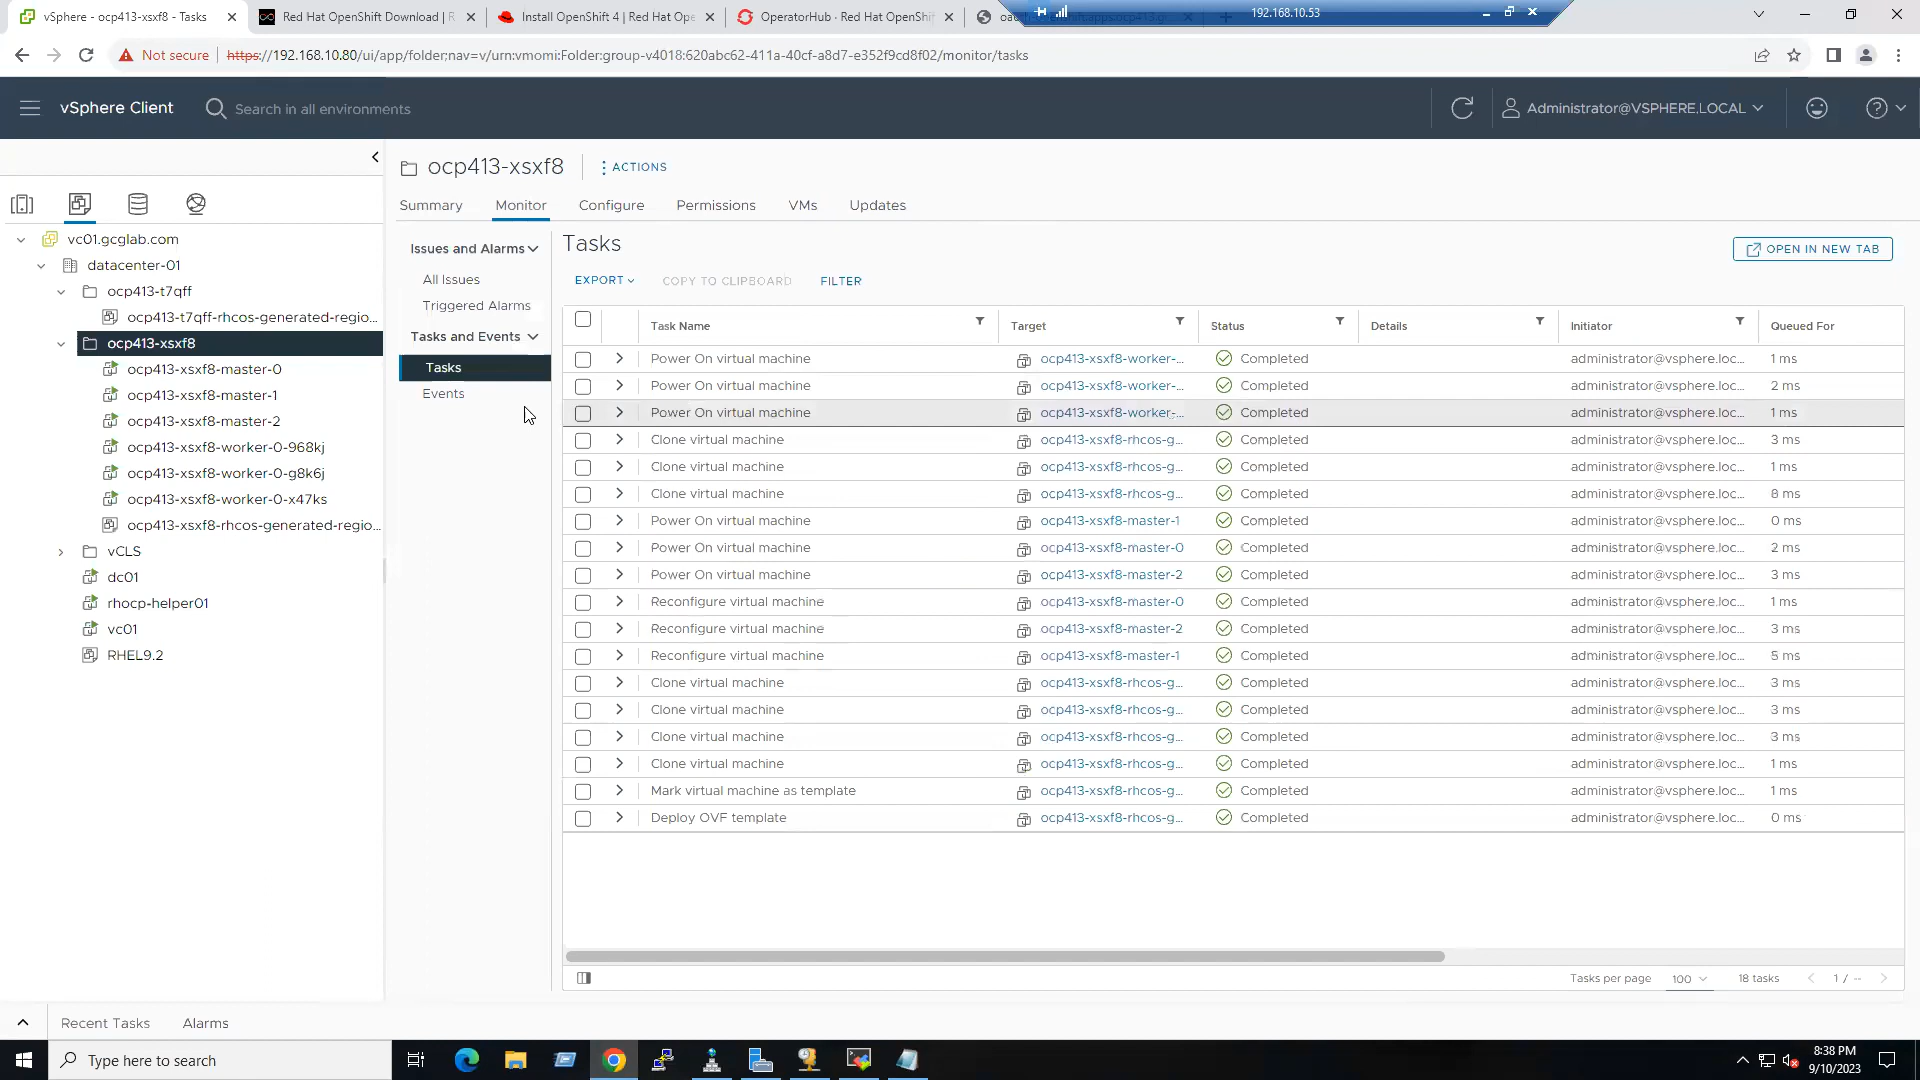 vSphere - ocp413-xsxf8 - Tasks
Red Hat OpenShift Download | R
Install OpenShift 4 | Red Hat Ope
OperatorHub · Red Hat OpenShi
192.168.10.53
Not secure
https://192.168.10.80/ui/app/folder;nav=v/urn:vmomi:Folder:group-v4018:620abc62-411a-40cf-a8d7-e352f9cd8f02/monitor/tasks
vSphere Client
Search in all environments
Administrator@VSPHERE.LOCAL
ocp413-xsxf8
ACTIONS
Summary Monitor Configure Permissions VMs Updates
vc01.gcglab.com
datacenter-01
ocp413-t7qff
ocp413-t7qff-rhcos-generated-regio...
ocp413-xsxf8
ocp413-xsxf8-master-0
ocp413-xsxf8-master-1
ocp413-xsxf8-master-2
ocp413-xsxf8-worker-0-968kj
ocp413-xsxf8-worker-0-g8k6j
ocp413-xsxf8-worker-0-x47ks
ocp413-xsxf8-rhcos-generated-regio...
vCLS
dc01
rhocp-helper01
vc01
RHEL9.2
Issues and Alarms
All Issues
Triggered Alarms
Tasks and Events
Tasks
Events
Tasks
OPEN IN NEW TAB
EXPORT COPY TO CLIPBOARD FILTER
Task Name Target Status Details Initiator Queued For
Power On virtual machine ocp413-xsxf8-worker-... Completed administrator@vsphere.loc... 1 ms
Power On virtual machine ocp413-xsxf8-worker-... Completed administrator@vsphere.loc... 2 ms
Power On virtual machine ocp413-xsxf8-worker-... Completed administrator@vsphere.loc... 1 ms
Clone virtual machine ocp413-xsxf8-rhcos-g... Completed administrator@vsphere.loc... 3 ms
Clone virtual machine ocp413-xsxf8-rhcos-g... Completed administrator@vsphere.loc... 1 ms
Clone virtual machine ocp413-xsxf8-rhcos-g... Completed administrator@vsphere.loc... 8 ms
Power On virtual machine ocp413-xsxf8-master-1 Completed administrator@vsphere.loc... 0 ms
Power On virtual machine ocp413-xsxf8-master-0 Completed administrator@vsphere.loc... 2 ms
Power On virtual machine ocp413-xsxf8-master-2 Completed administrator@vsphere.loc... 3 ms
Reconfigure virtual machine ocp413-xsxf8-master-0 Completed administrator@vsphere.loc... 1 ms
Reconfigure virtual machine ocp413-xsxf8-master-2 Completed administrator@vsphere.loc... 3 ms
Reconfigure virtual machine ocp413-xsxf8-master-1 Completed administrator@vsphere.loc... 5 ms
Clone virtual machine ocp413-xsxf8-rhcos-g... Completed administrator@vsphere.loc... 3 ms
Clone virtual machine ocp413-xsxf8-rhcos-g... Completed administrator@vsphere.loc... 3 ms
Clone virtual machine ocp413-xsxf8-rhcos-g... Completed administrator@vsphere.loc... 3 ms
Clone virtual machine ocp413-xsxf8-rhcos-g... Completed administrator@vsphere.loc... 1 ms
Mark virtual machine as template ocp413-xsxf8-rhcos-g... Completed administrator@vsphere.loc... 1 ms
Deploy OVF template ocp413-xsxf8-rhcos-g... Completed administrator@vsphere.loc... 0 ms
Tasks per page 100 18 tasks 1 / --
Recent Tasks Alarms
Type here to search
8:38 PM
9/10/2023